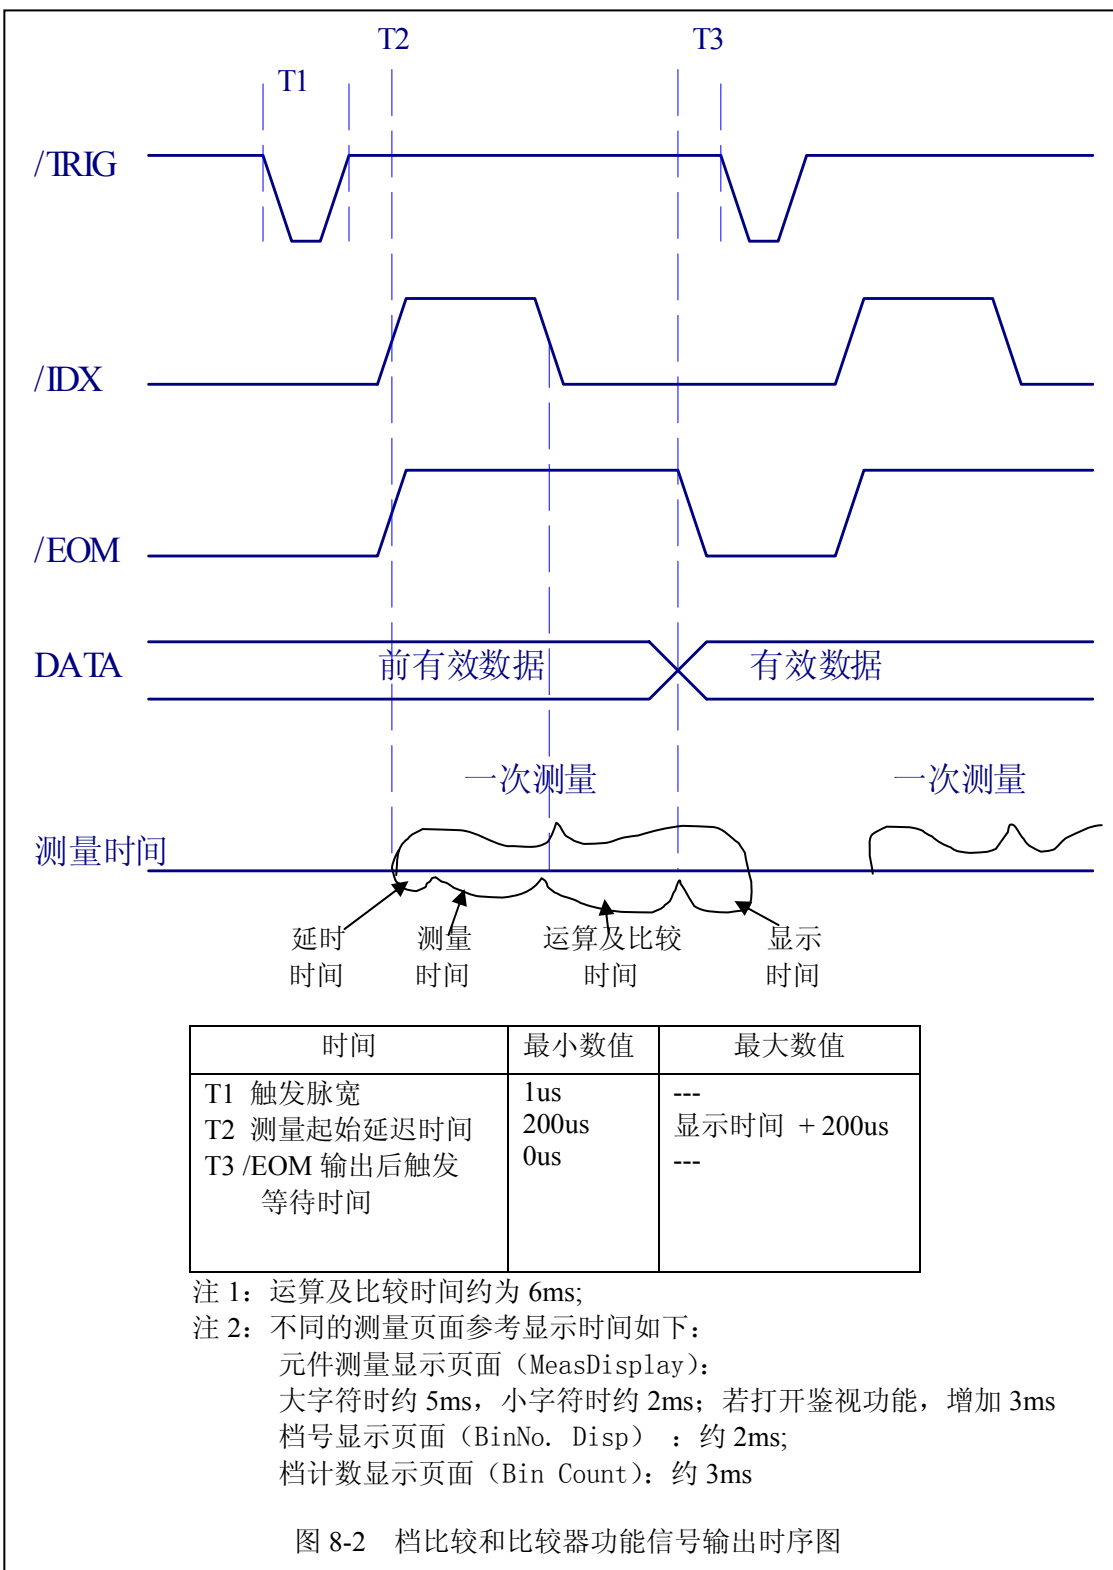 T2 T3
T1
/TRIG
/IDX
/EOM
DATA 前有效数据 有效数据
一次测量 一次测量
测量时间
延时 测量 运算及比较 显示
时间 时间 时间 时间
时间 最小数值 最大数值
T1 触发脉宽 1us ---
T2 测量起始延迟时间 200us 显示时间 + 200us
T3 /EOM 输出后触发 0us ---
等待时间
注 1：运算及比较时间约为 6ms;
注 2：不同的测量页面参考显示时间如下：
元件测量显示页面（MeasDisplay）：
大字符时约 5ms，小字符时约 2ms；若打开鉴视功能，增加 3ms
档号显示页面（BinNo. Disp） ：约 2ms;
档计数显示页面（Bin Count）：约 3ms
图 8-2 档比较和比较器功能信号输出时序图